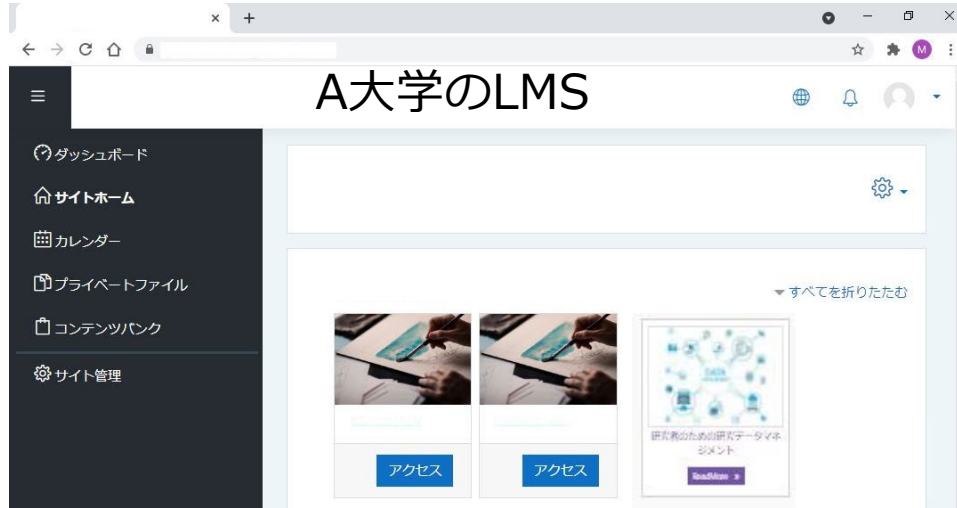 A大学のLMS
M
ダッシュボード
サイトホーム
カレンダー
プライベートファイル
コンテンツバンク
サイト管理
すべてを折りたたむ
アクセス
アクセス
DATA
研究者のための研究データマネ
ジメント
ReadMore »